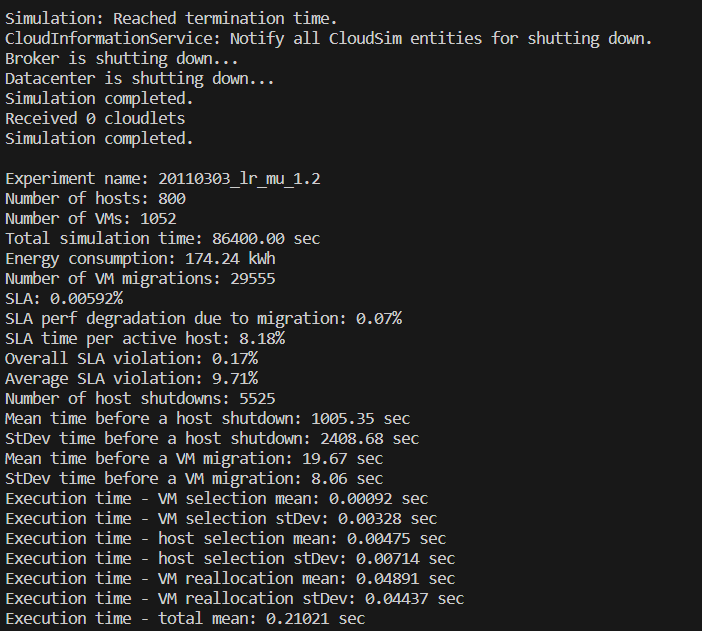 Simulation: Reached termination time.
CloudInformationService: Notify all CloudSim entities for shutting down.
Broker is shutting down...
Datacenter is shutting down...
Simulation completed.
Received 0 cloudlets
Simulation completed.

Experiment name: 20110303_lr_mu_1.2
Number of hosts: 800
Number of VMs: 1052
Total simulation time: 86400.00 sec
Energy consumption: 174.24 kWh
Number of VM migrations: 29555
SLA: 0.00592%
SLA perf degradation due to migration: 0.07%
SLA time per active host: 8.18%
Overall SLA violation: 0.17%
Average SLA violation: 9.71%
Number of host shutdowns: 5525
Mean time before a host shutdown: 1005.35 sec
StDev time before a host shutdown: 2408.68 sec
Mean time before a VM migration: 19.67 sec
StDev time before a VM migration: 8.06 sec
Execution time - VM selection mean: 0.00092 sec
Execution time - VM selection stDev: 0.00328 sec
Execution time - host selection mean: 0.00475 sec
Execution time - host selection stDev: 0.00714 sec
Execution time - VM reallocation mean: 0.04891 sec
Execution time - VM reallocation stDev: 0.04437 sec
Execution time - total mean: 0.21021 sec